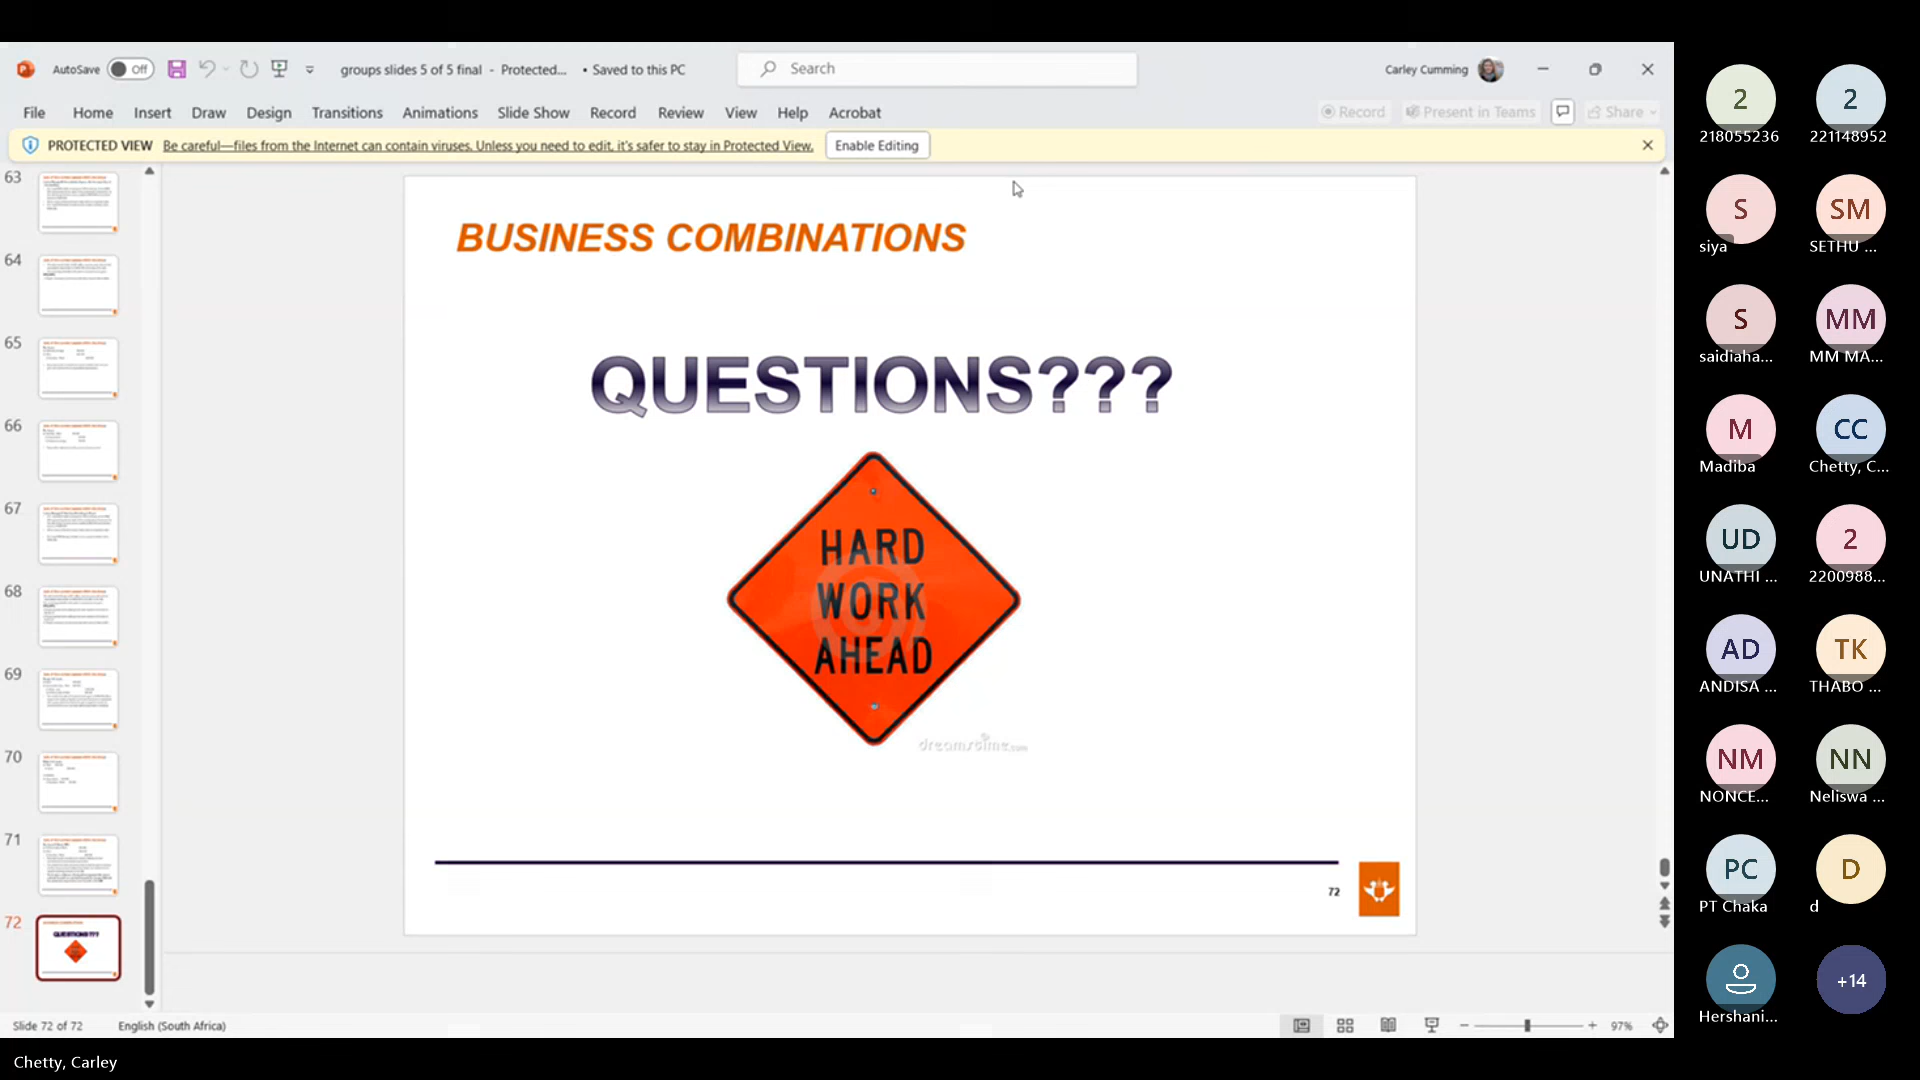 AutoSave Off groups slides 5 of 5 final - Protected... • Saved to this PC Search Carley Cumming
File Home Insert Draw Design Transitions Animations Slide Show Record Review View Help Acrobat Record Present in Teams Share
PROTECTED VIEW Be careful—files from the Internet can contain viruses. Unless you need to edit, it's safer to stay in Protected View. Enable Editing
63
64
65
66
67
68
69
70
71
72
BUSINESS COMBINATIONS
QUESTIONS???
HARD
WORK
AHEAD
dreamstime.com
72
Slide 72 of 72 English (South Africa) 97%
Chetty, Carley
2 2
218055236 221148952
S SM
siya SETHU ...
S MM
saidiaha... MM MA...
M CC
Madiba Chetty, C...
UD 2
UNATHI ... 2200988...
AD TK
ANDISA ... THABO ...
NM NN
NONCE... Neliswa ...
PC D
PT Chaka d
+14
Hershani...